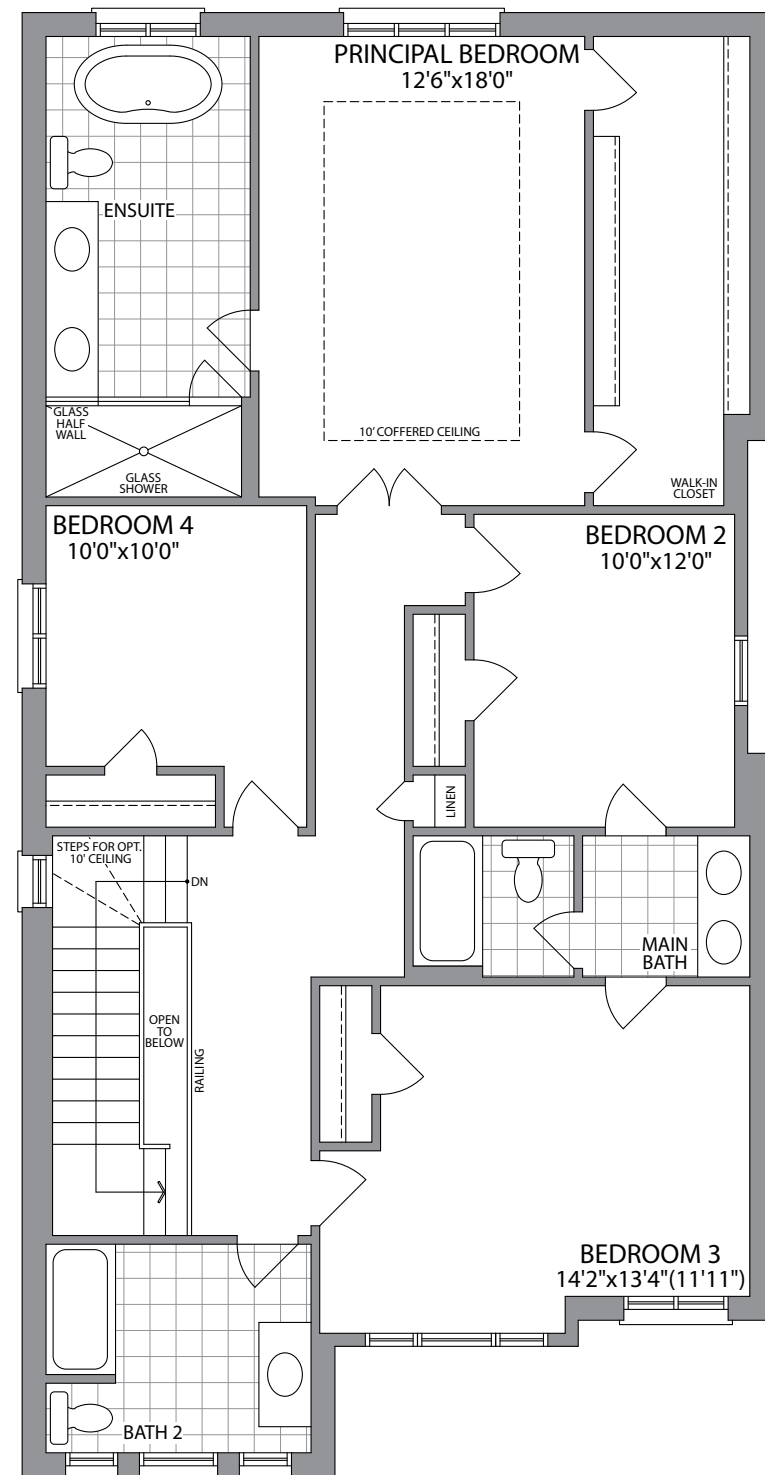 PRINCIPAL BEDROOM
12'6"x18'0"
ENSUITE
GLASS
HALF
WALL
GLASS
SHOWER
10' COFFERED CEILING
WALK-IN
CLOSET
BEDROOM 4
10'0"x10'0"
BEDROOM 2
10'0"x12'0"
LINEN
STEPS FOR OPT.
10' CEILING
DN
MAIN
BATH
OPEN
TO
BELOW
RAILING
BEDROOM 3
14'2"x13'4"(11'11")
BATH 2